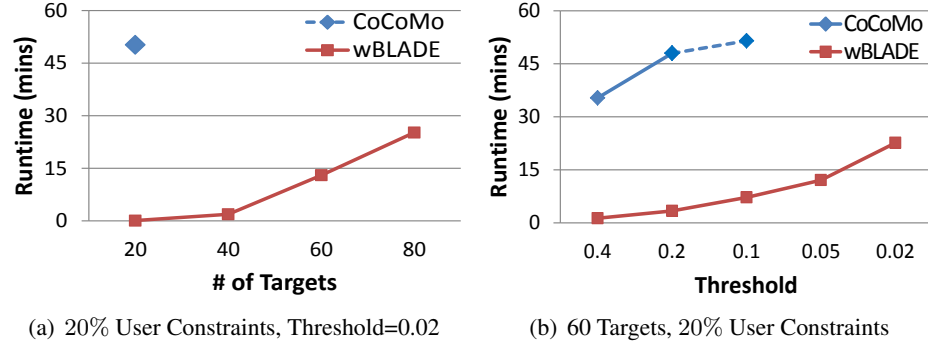 60
45
30
15
0
Runtime (mins)
CoCoMo
wBLADE
20 40 60 80
# of Targets
(a) 20% User Constraints, Threshold=0.02
60
45
30
15
0
Runtime (mins)
CoCoMo
wBLADE
0.4 0.2 0.1 0.05 0.02
Threshold
(b) 60 Targets, 20% User Constraints